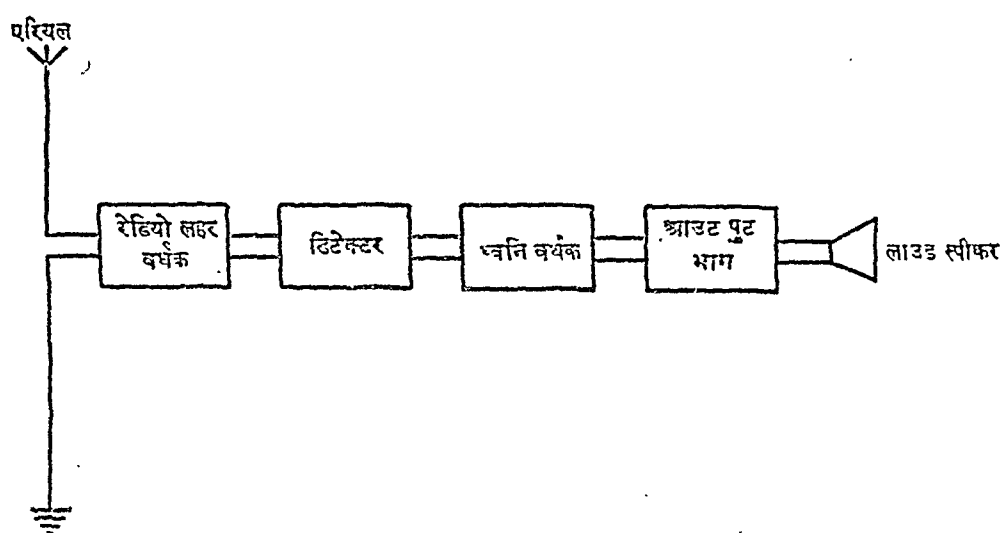 एरियल
रेडियो लहर
वर्धक
डिटेक्टर
ध्वनि वर्धक
आउट पुट
भाग
लाउड स्पीकर